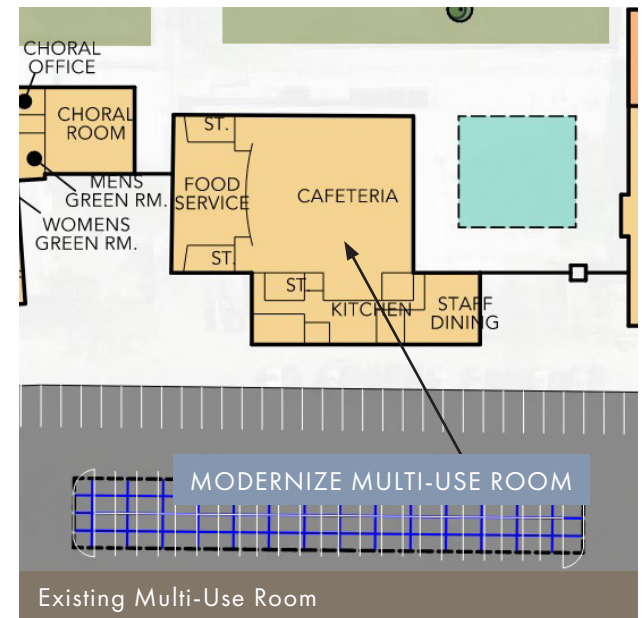 CHORAL
OFFICE
CHORAL
ROOM
MENS
GREEN RM.
WOMENS
GREEN RM.
ST.
FOOD
SERVICE
CAFETERIA
ST.
ST.
KITCHEN
STAFF
DINING
MODERNIZE MULTI-USE ROOM
Existing Multi-Use Room